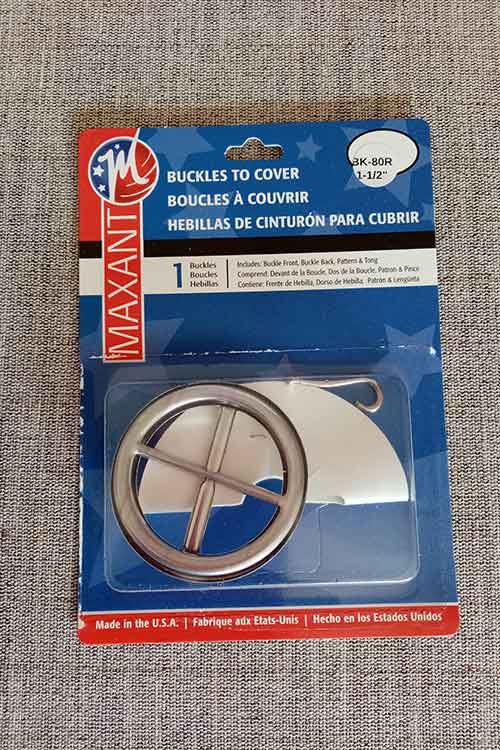 MAXANT
M
BUCKLES TO COVER
BOUCLES À COUVRIR
HEBILLAS DE CINTURÓN PARA CUBRIR
BK-80R
1-1/2"
1
Buckles
Boucles
Hebillas
Includes: Buckle Front, Buckle Back, Pattern & Tong
Comprend: Devant de la Boucle, Dos de la Boucle, Patron & Pince
Contiene: Frente de Hebilla, Dorso de Hebilla, Patrón & Lengünta
Made in the U.S.A. | Fabrique aux Etats-Unis | Hecho en los Estados Unidos